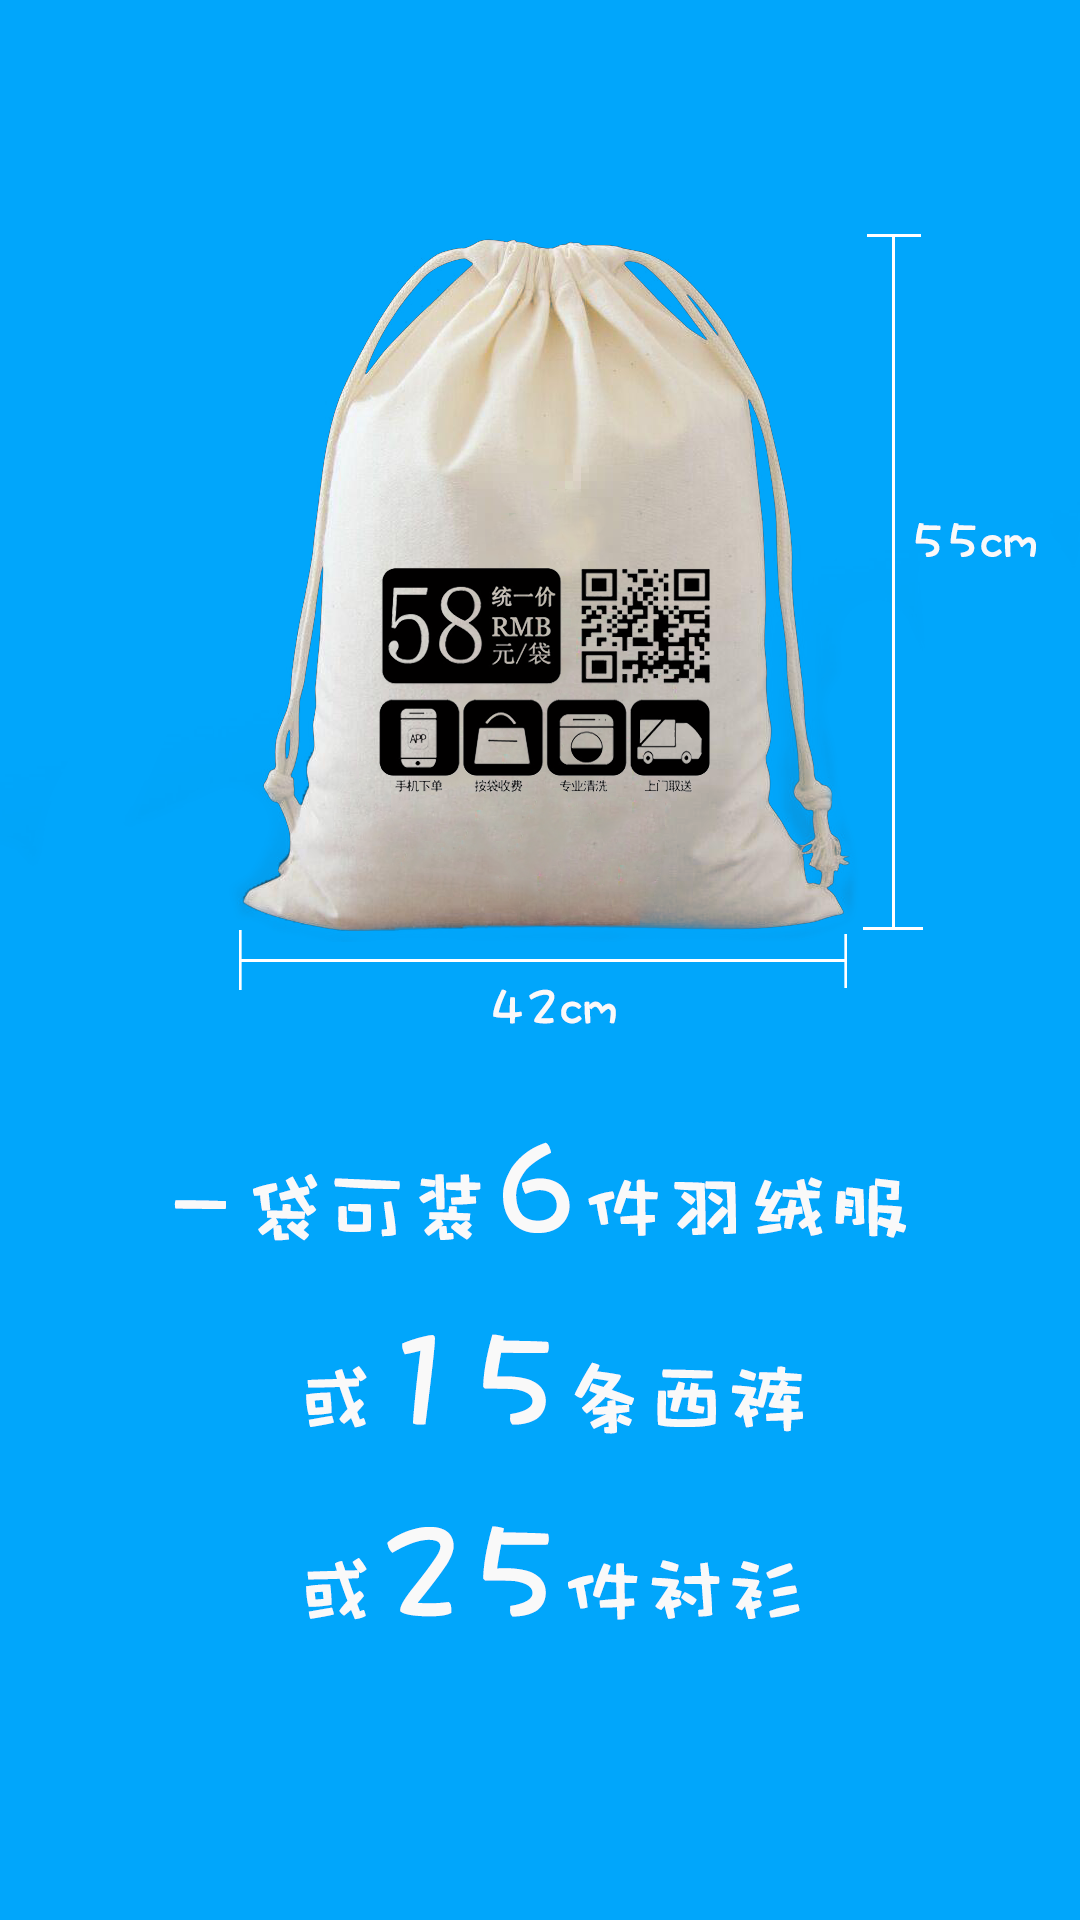 55cm
58 统一价
RMB
元/袋
APP
手机下单 按袋收费 专业清洗 上门取送
42cm
一袋可装6件羽绒服
或15条西裤
或25件衬衫